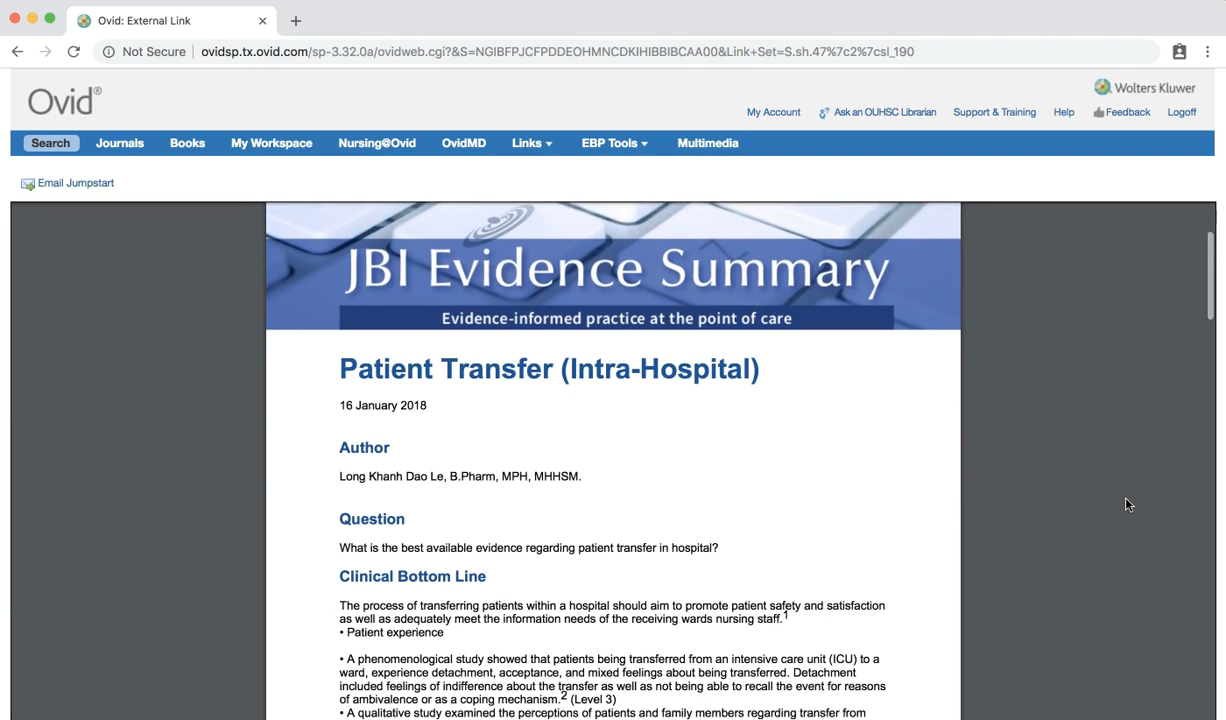 Ovid: External Link
Not Secure ovidsp.tx.ovid.com/sp-3.32.0a/ovidweb.cgi?&S=NGIBFPJCFPDDEOHMNCDKIHIBBIBCAA00&Link+Set=S.sh.47%7c2%7csl_190
Ovid®
Wolters Kluwer
My Account Ask an OUHSC Librarian Support & Training Help Feedback Logoff
Search Journals Books My Workspace Nursing@Ovid OvidMD Links EBP Tools Multimedia
Email Jumpstart
JBI Evidence Summary
Evidence-informed practice at the point of care
Patient Transfer (Intra-Hospital)
16 January 2018
Author
Long Khanh Dao Le, B.Pharm, MPH, MHHSM.
Question
What is the best available evidence regarding patient transfer in hospital?
Clinical Bottom Line
The process of transferring patients within a hospital should aim to promote patient safety and satisfaction
as well as adequately meet the information needs of the receiving wards nursing staff.1
• Patient experience
• A phenomenological study showed that patients being transferred from an intensive care unit (ICU) to a
ward, experience detachment, acceptance, and mixed feelings about being transferred. Detachment
included feelings of indifference about the transfer as well as not being able to recall the event for reasons
of ambivalence or as a coping mechanism.2 (Level 3)
• A qualitative study examined the perceptions of patients and family members regarding transfer from